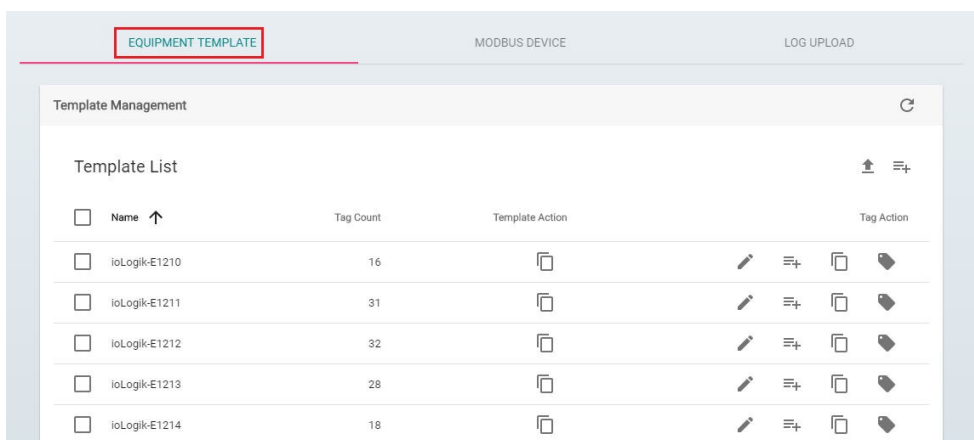 EQUIPMENT TEMPLATE MODBUS DEVICE LOG UPLOAD
Template Management
Template List
Name Tag Count Template Action Tag Action
ioLogik-E1210 16
ioLogik-E1211 31
ioLogik-E1212 32
ioLogik-E1213 28
ioLogik-E1214 18